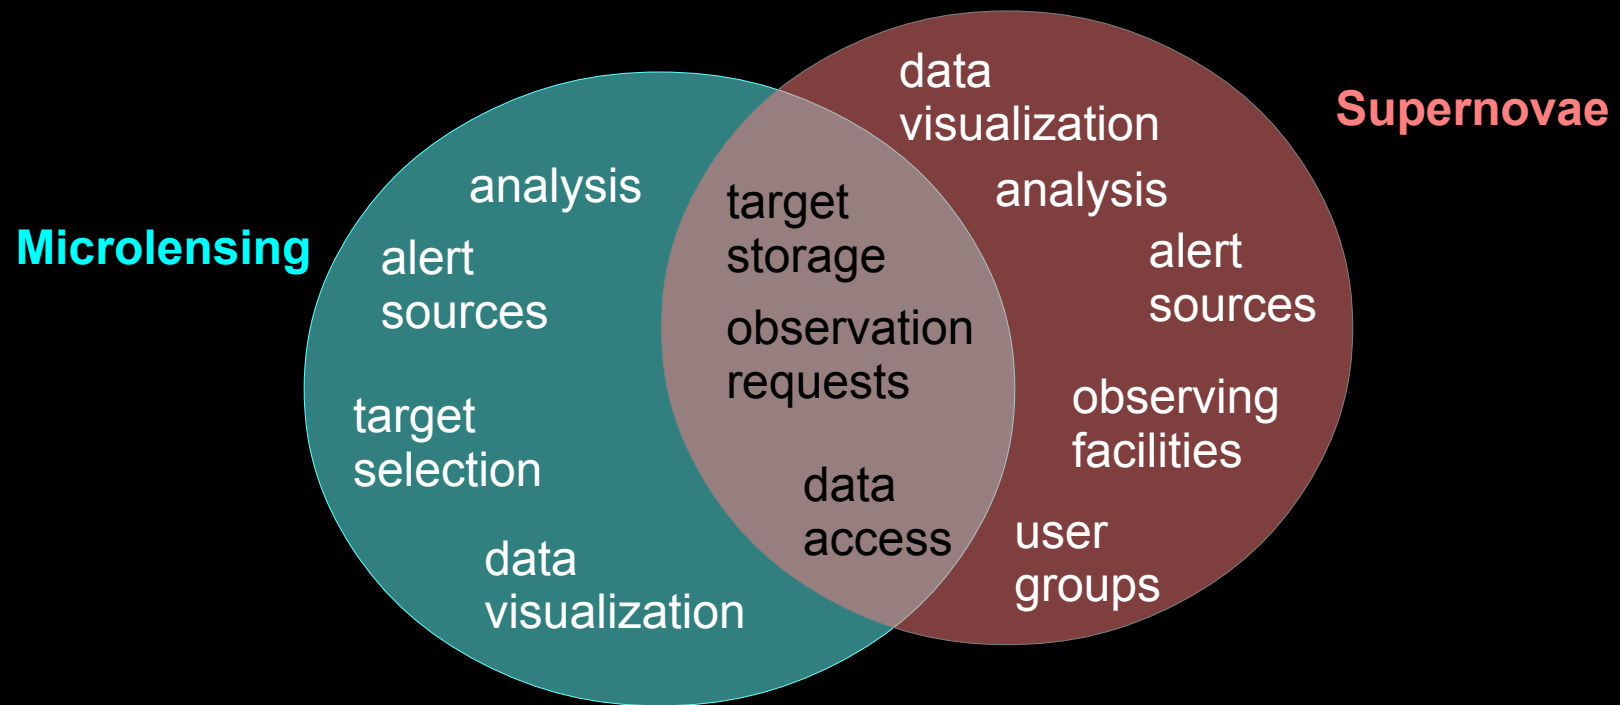 Microlensing
analysis
alert
sources
target
selection
data
visualization
target
storage
observation
requests
data
access
data
visualization
analysis
alert
sources
observing
facilities
user
groups
Supernovae